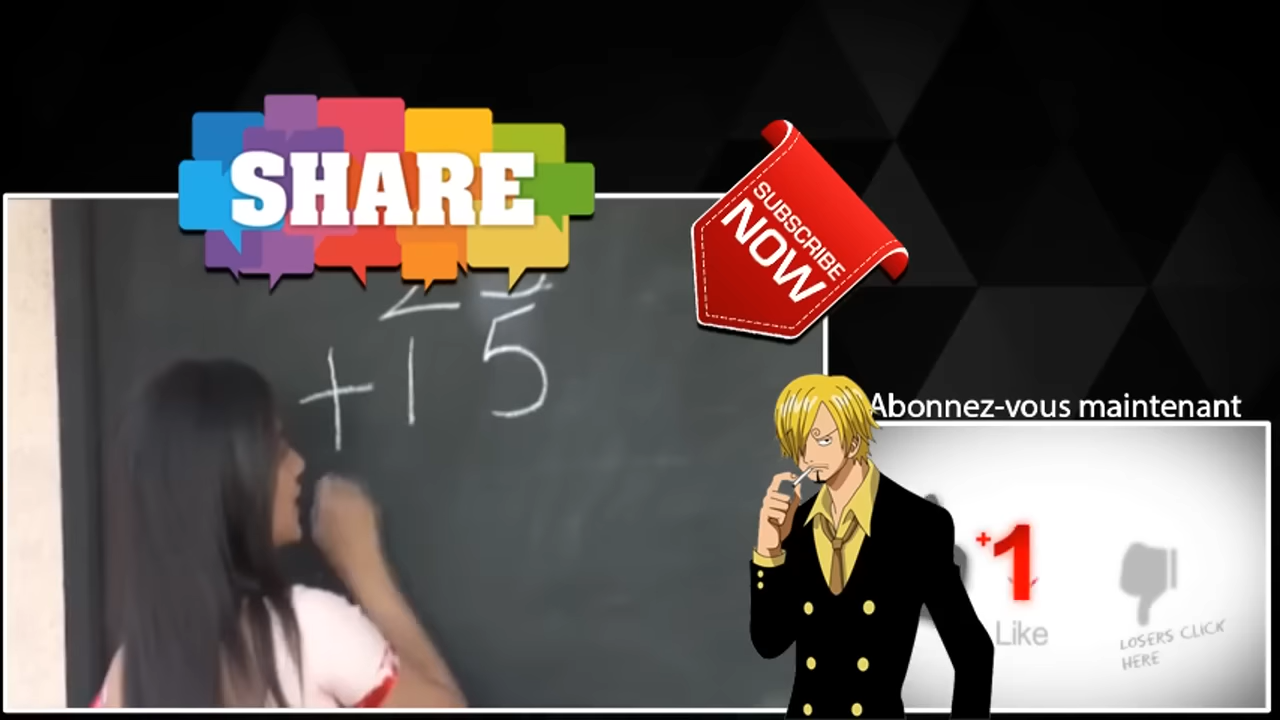 SHARE
SUBSCRIBE
NOW
+15
Abonnez-vous maintenant
+1
Like
LOSERS CLICK
HERE